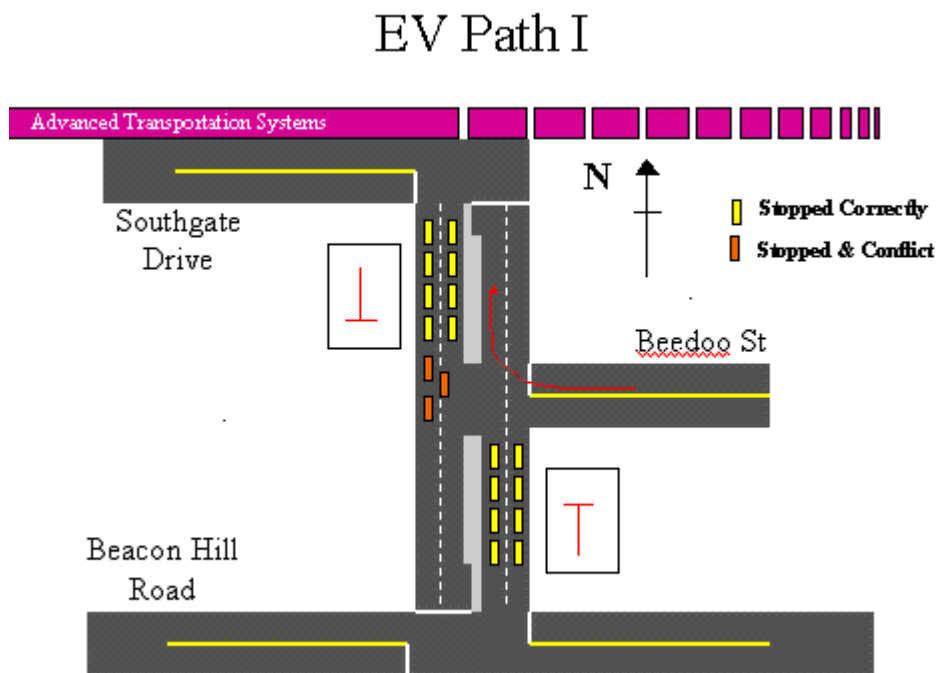 EV Path I
Advanced Transportation Systems
N
Stopped Correctly
Stopped & Conflict
Southgate
Drive
Beedoo St
Beacon Hill
Road